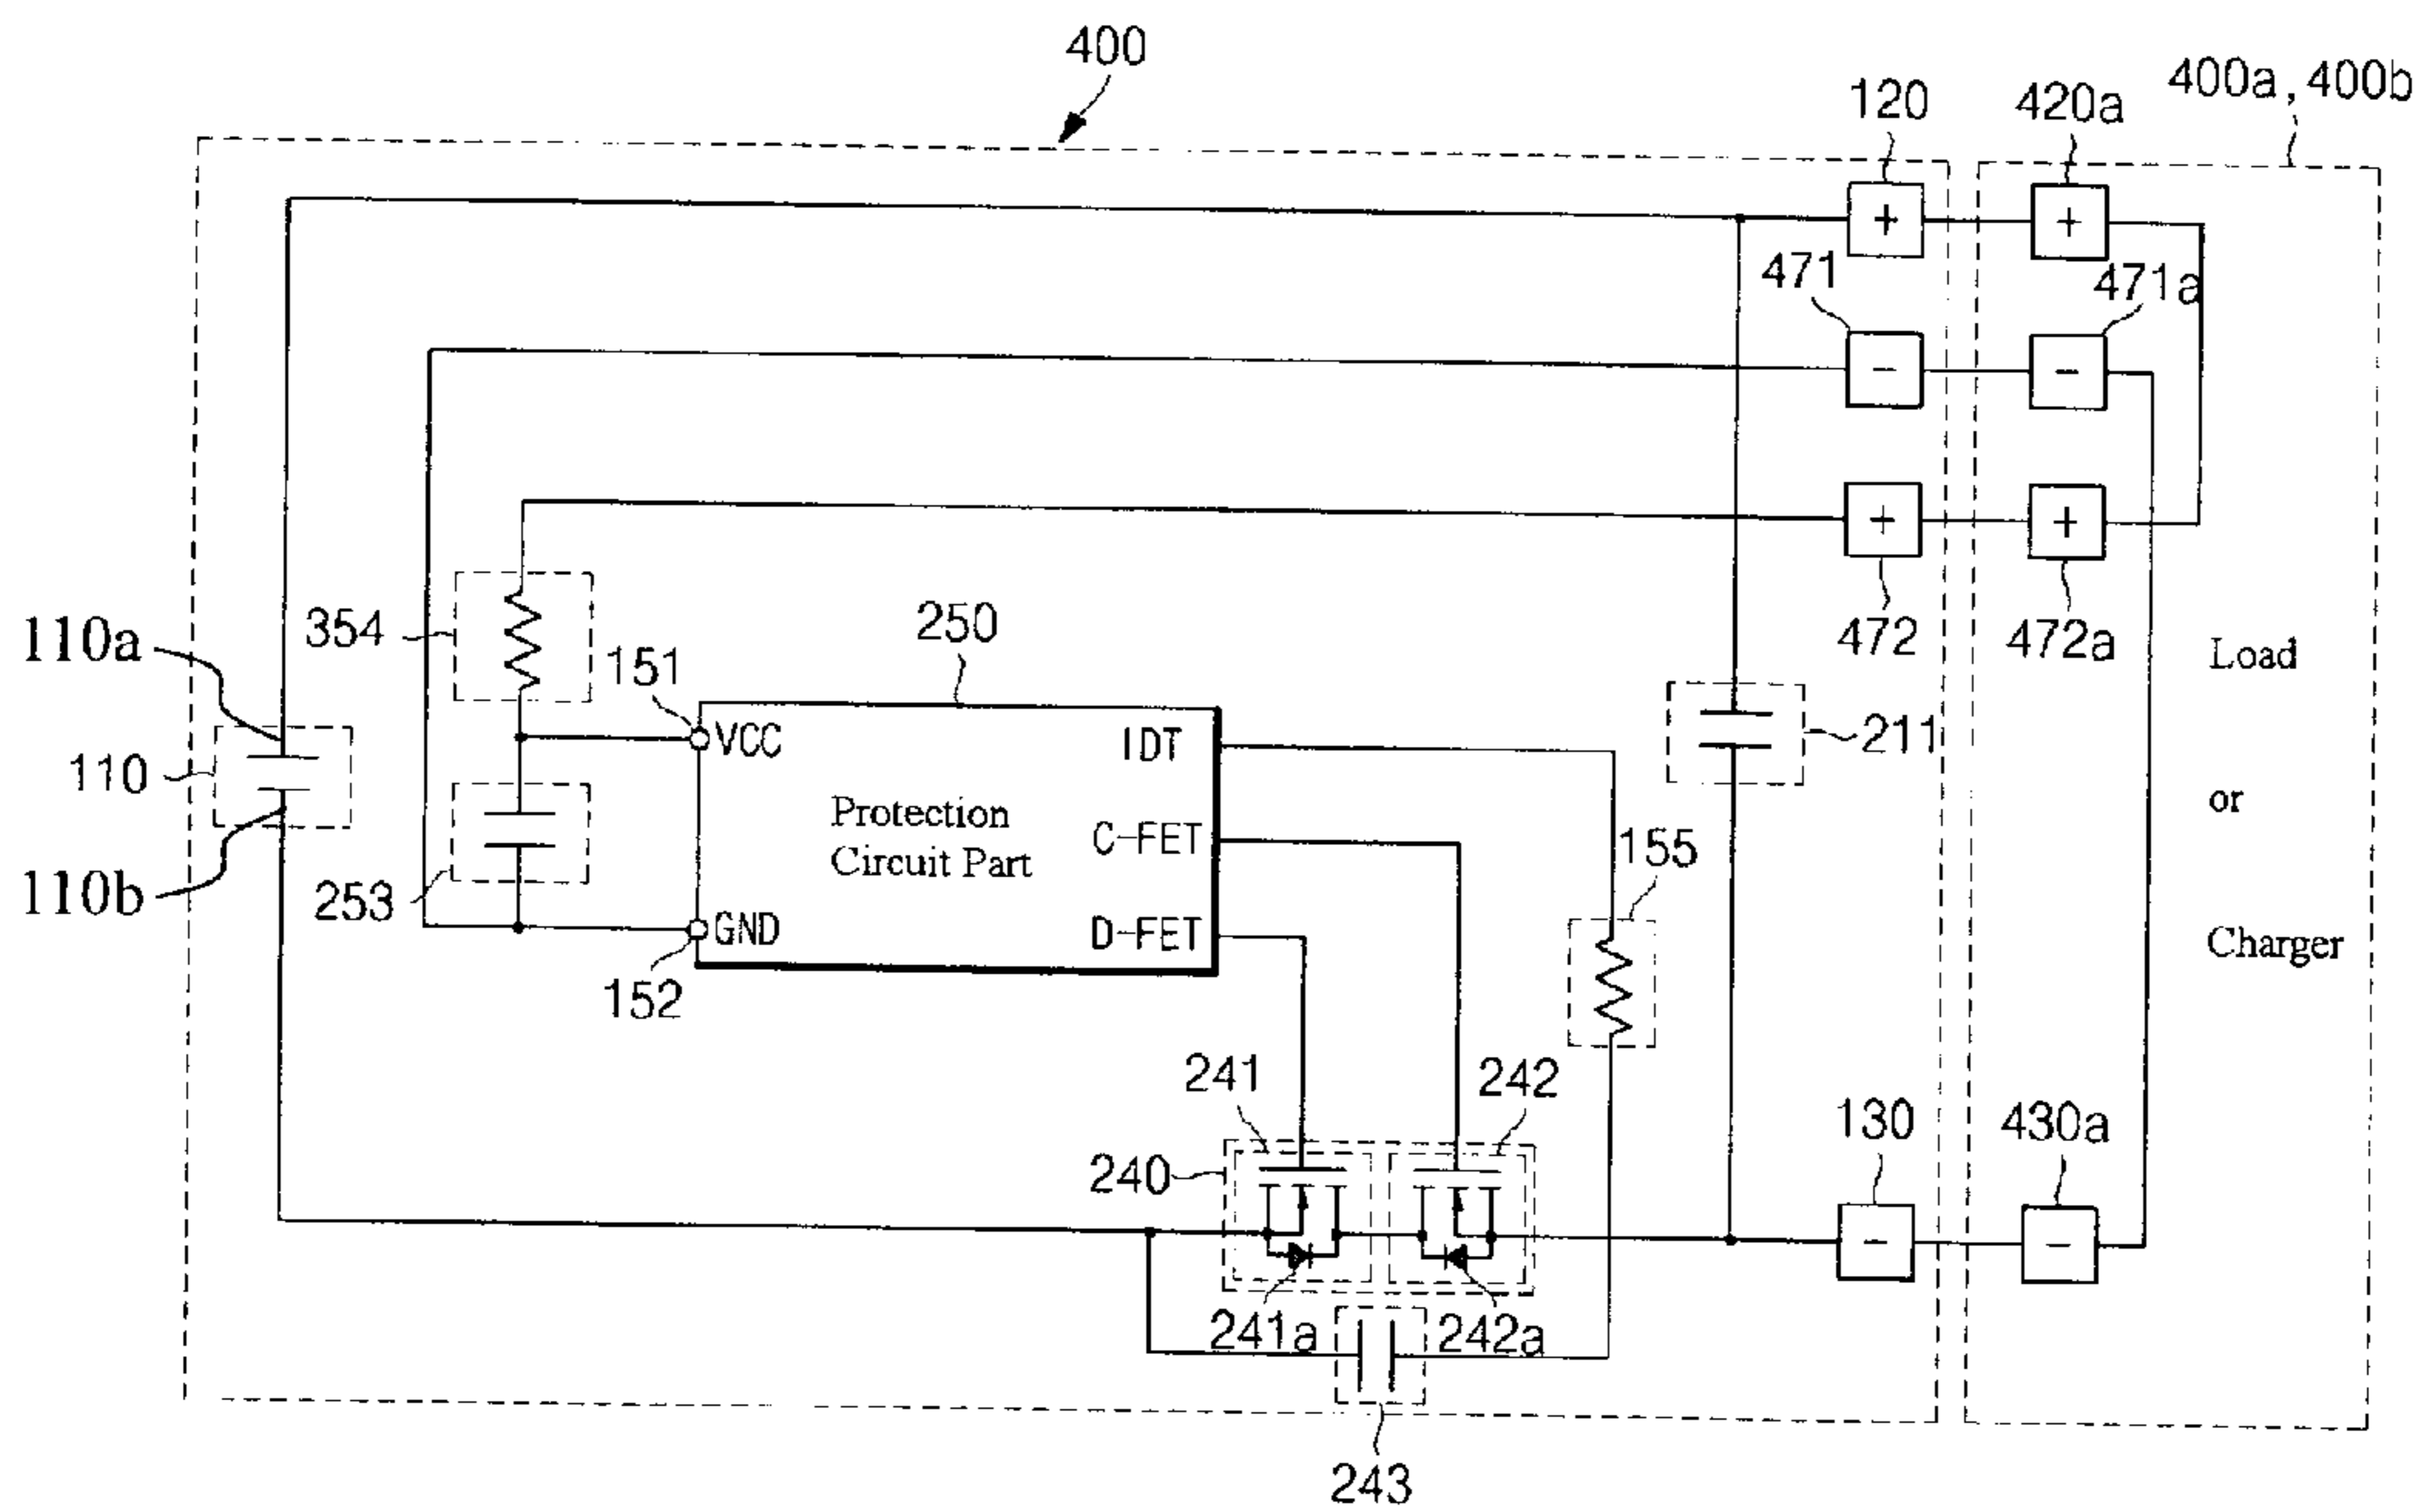 400
400a, 400b
120
420a
+
+
471
471a
-
-
+
+
472
472a
354
110a
110
110b
253
151
250
VCC
IDT
Protection
Circuit Part
C-FET
GND
D-FET
152
155
211
Load
or
Charger
241
242
240
130
430a
-
-
241a
242a
243